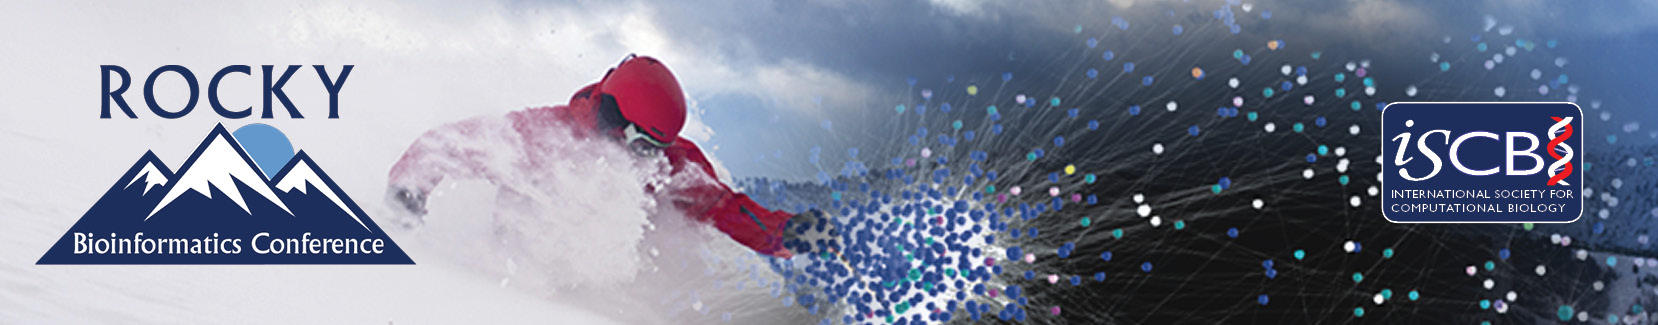 ROCKY
Bioinformatics Conference
iSCB
INTERNATIONAL SOCIETY FOR
COMPUTATIONAL BIOLOGY